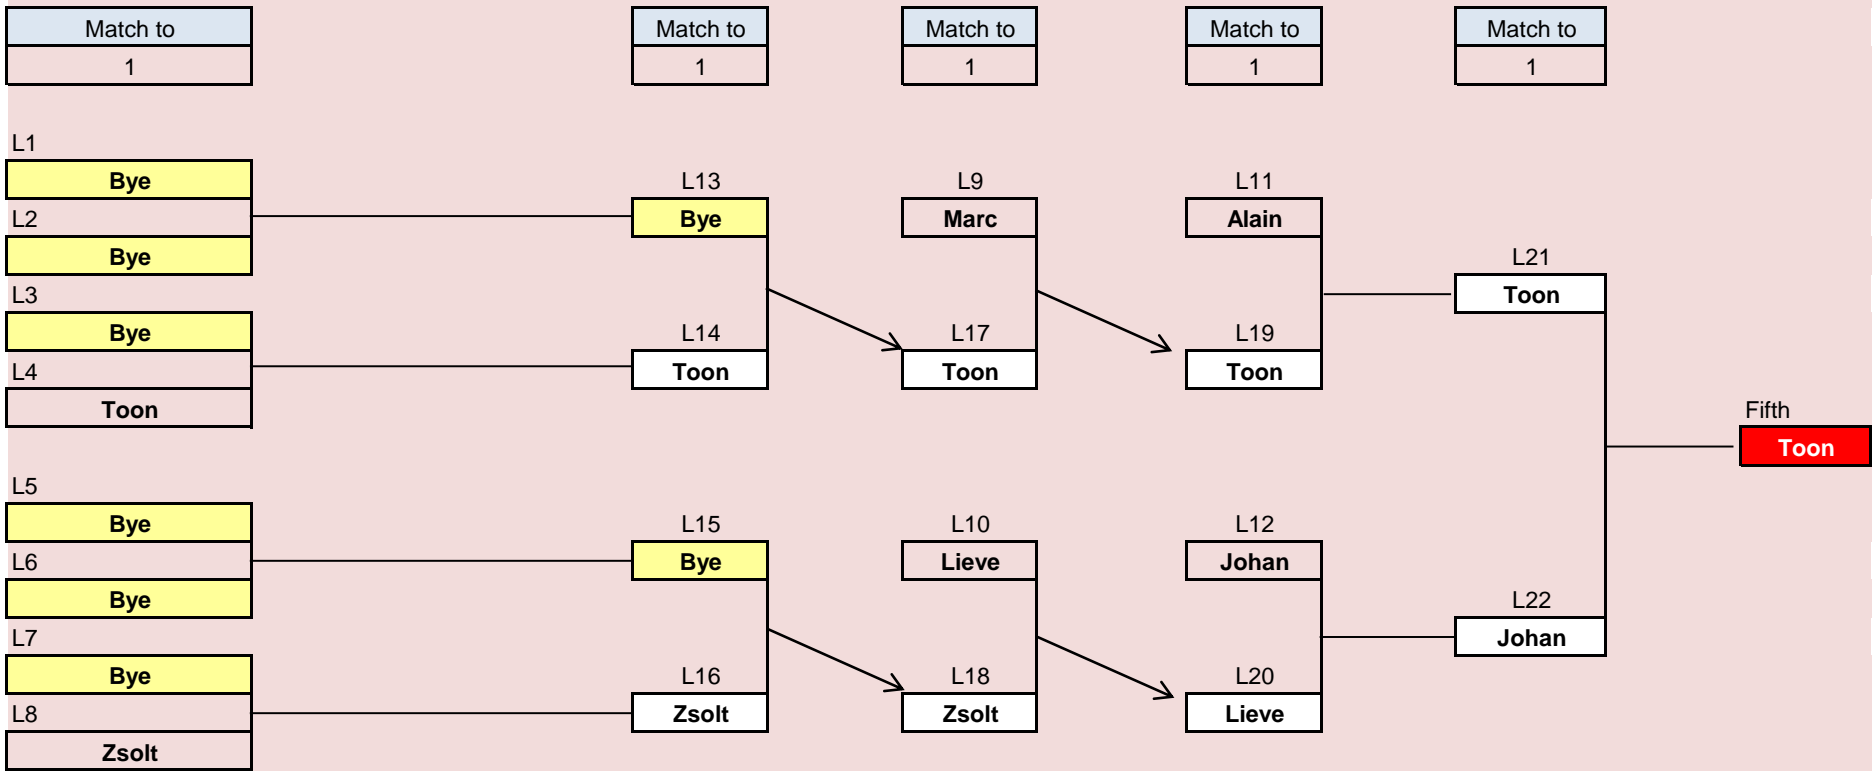 Match to Match to Match to Match to Match to
1 1 1 1 1
L1
Bye L13 L9 L11
L2 Bye Marc Alain
Bye L21
L3 Toon
Bye L14 L17 L19
L4 Toon Toon Toon
Toon Fifth
Toon
L5
Bye L15 L10 L12
L6 Bye Lieve Johan
Bye L22
L7 Johan
Bye L16 L18 L20
L8 Zsolt Zsolt Lieve
Zsolt